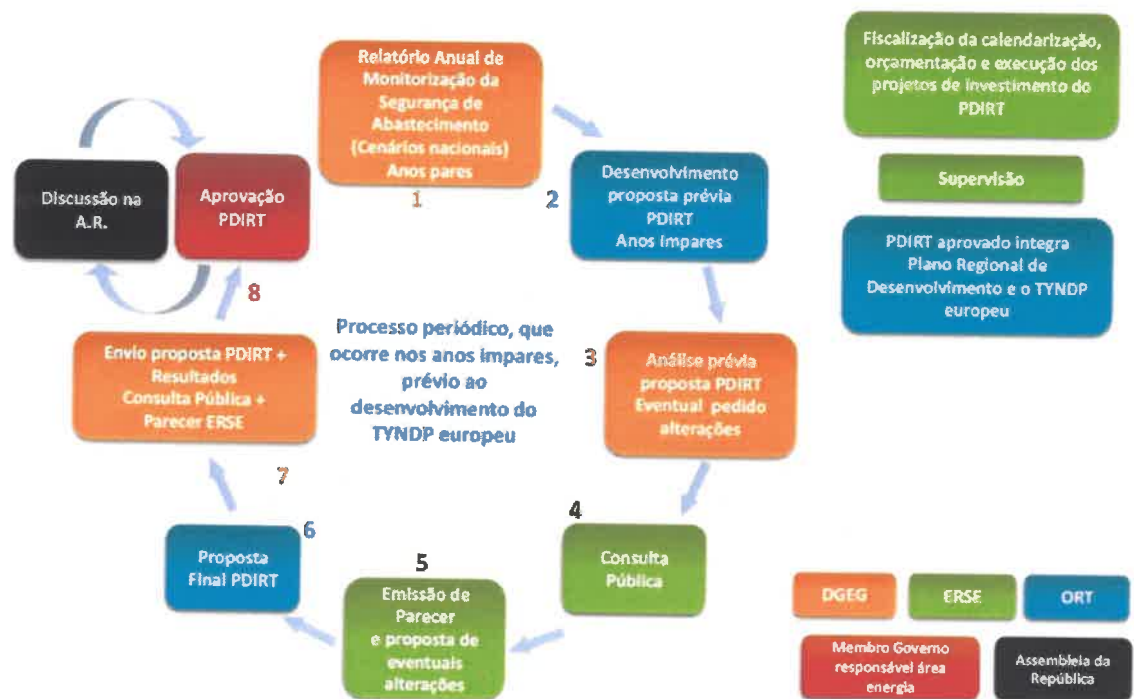 Relatório Anual de
Monitorização da
Segurança de
Abastecimento
(Cenários nacionais)
Anos pares
1
2
Desenvolvimento
proposta prévia
PDIRT
Anos ímpares
3
Análise prévia
proposta PDIRT
Eventual pedido
alterações
4
Consulta
Pública
5
Emissão de
Parecer
e proposta de
eventuais
alterações
6
Proposta
Final PDIRT
7
Envio proposta PDIRT +
Resultados
Consulta Pública +
Parecer ERSE
8
Aprovação
PDIRT
Discussão na
A.R.
Processo periódico, que
ocorre nos anos ímpares,
prévio ao
desenvolvimento do
TYNDP europeu
Fiscalização da calendarização,
orçamentação e execução dos
projetos de investimento do
PDIRT
Supervisão
PDIRT aprovado integra
Plano Regional de
Desenvolvimento e o TYNDP
europeu
DGEG
ERSE
ORT
Membro Governo
responsável área
energia
Assembleia da
República